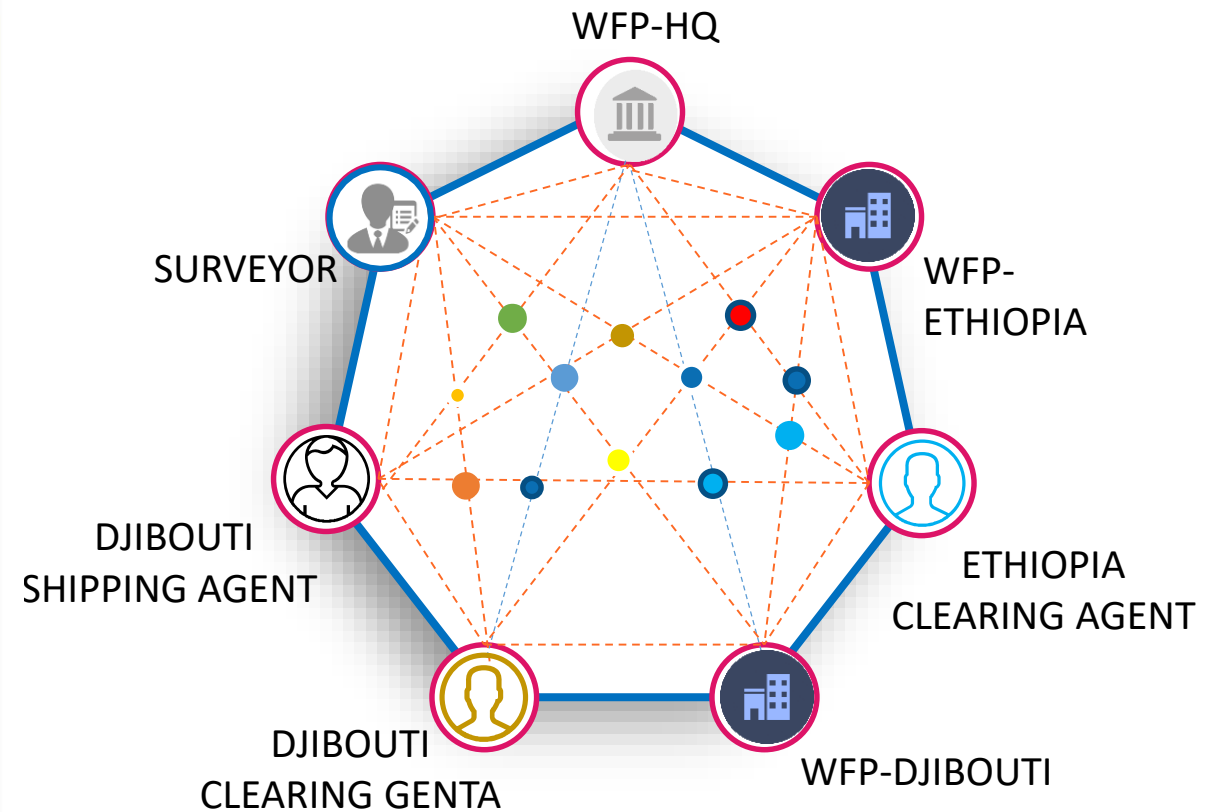 WFP-HQ
SURVEYOR
WFP-
ETHIOPIA
DJIBOUTI
SHIPPING AGENT
ETHIOPIA
CLEARING AGENT
DJIBOUTI
CLEARING GENTA
WFP-DJIBOUTI